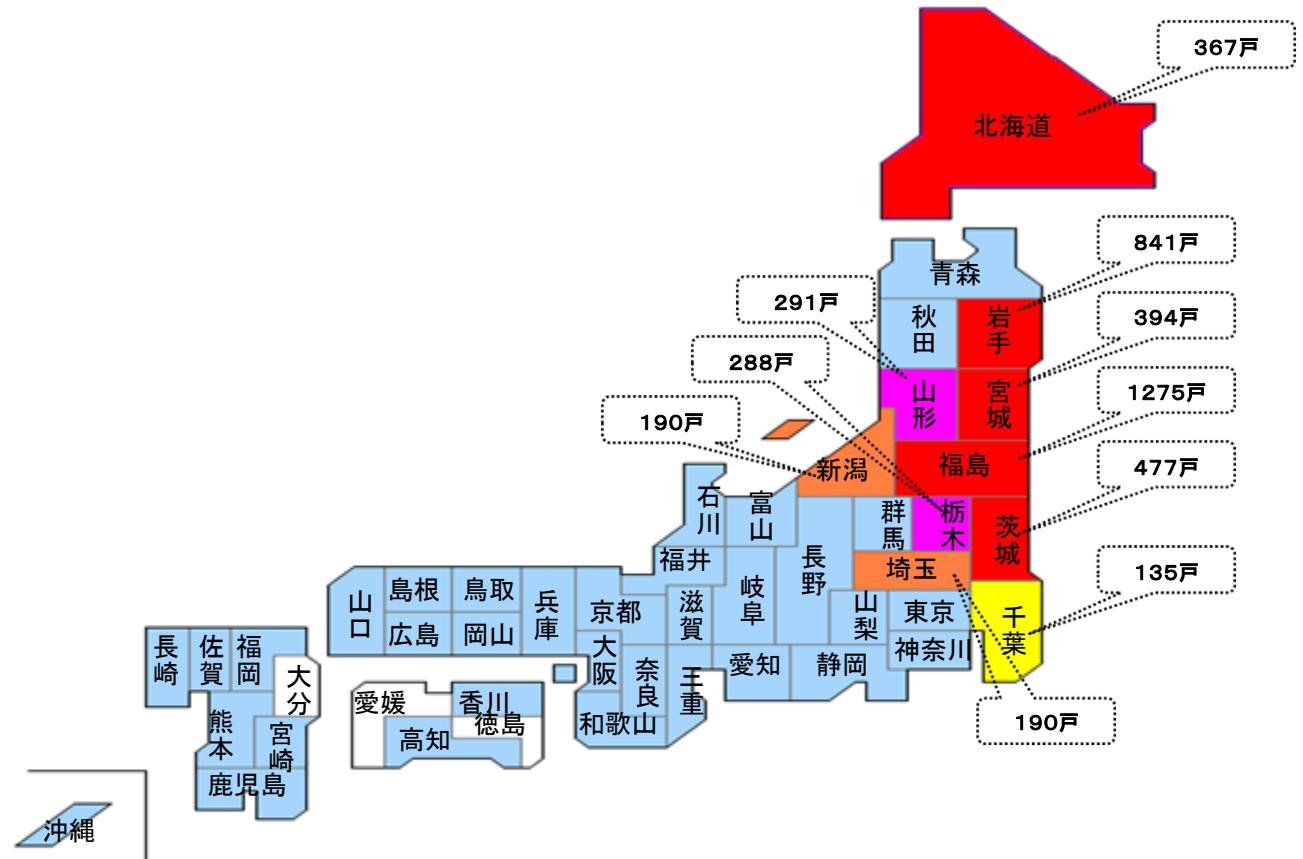 367戸
北海道
841戸
青森
291戸
秋田
岩手
394戸
288戸
山形
宮城
1275戸
190戸
新潟
福島
477戸
石川
富山
群馬
栃木
茨城
福井
長野
埼玉
135戸
山口
島根
鳥取
兵庫
京都
滋賀
岐阜
山梨
東京
千葉
広島
岡山
長崎
佐賀
福岡
大阪
奈良
三重
愛知
静岡
神奈川
大分
愛媛
香川
徳島
和歌山
190戸
熊本
宮崎
高知
鹿児島
沖縄